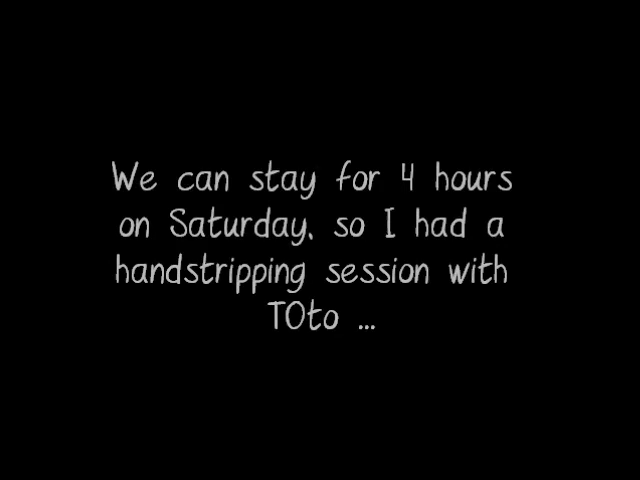 We can stay for 4 hours
on Saturday, so I had a
handstripping session with
TOto ...